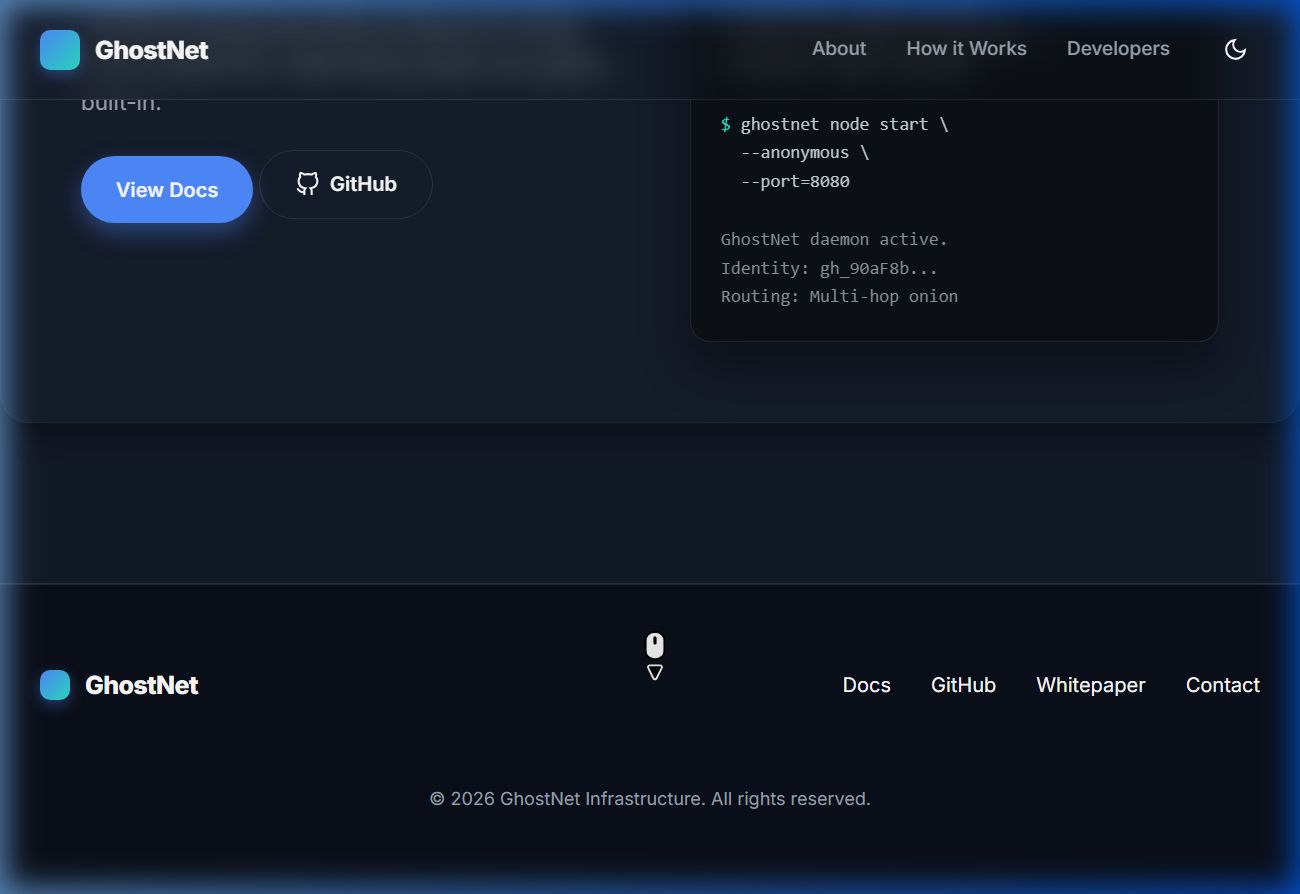 GhostNet
About How it Works Developers
built-in.
View Docs
GitHub
$ ghostnet node start \
--anonymous \
--port=8080
GhostNet daemon active.
Identity: gh_90aF8b...
Routing: Multi-hop onion
GhostNet
Docs GitHub Whitepaper Contact
© 2026 GhostNet Infrastructure. All rights reserved.